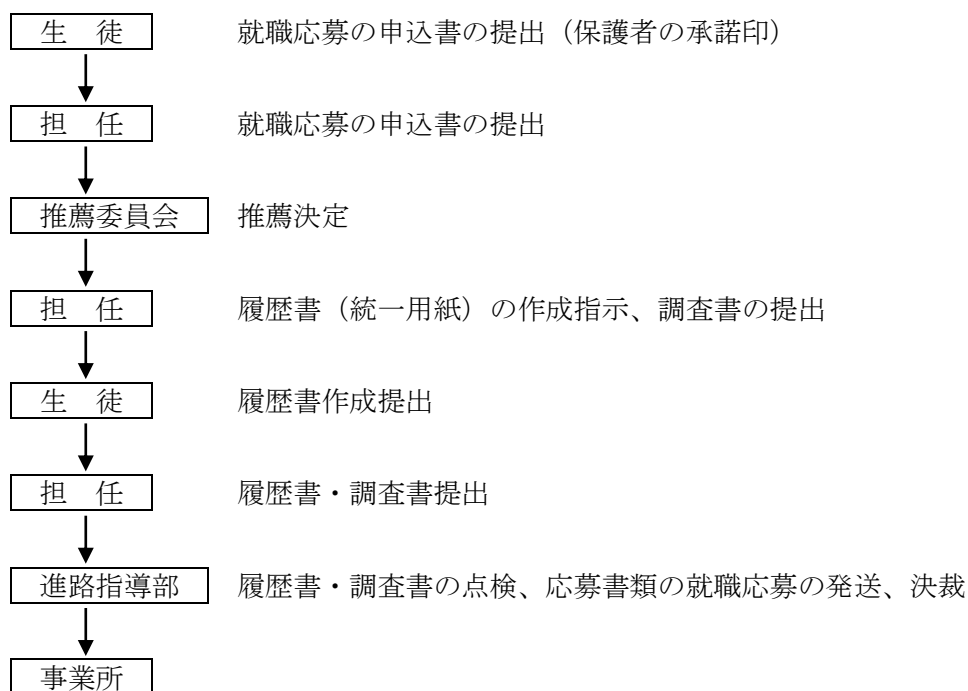 生　徒　就職応募の申込書の提出（保護者の承諾印）
担　任　就職応募の申込書の提出
推薦委員会　推薦決定
担　任　履歴書（統一用紙）の作成指示、調査書の提出
生　徒　履歴書作成提出
担　任　履歴書・調査書提出
進路指導部　履歴書・調査書の点検、応募書類の就職応募の発送、決裁
事業所